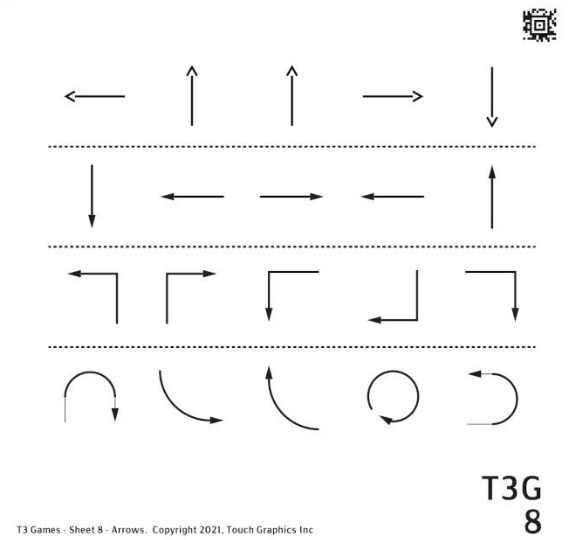 T3G
8
T3 Games - Sheet 8 - Arrows. Copyright 2021, Touch Graphics Inc